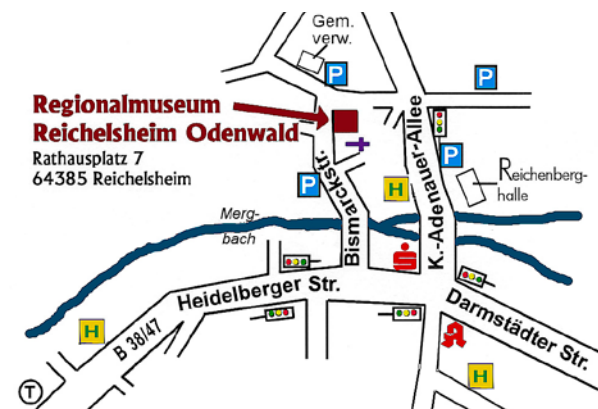 Gem.
verw.
P
P
Regionalmuseum
Reichelsheim Odenwald
Rathausplatz 7
64385 Reichelsheim
P
P
H
K.-Adenauer-Allee
Bismarckstr.
Reichenberg-
halle
Merg-
bach
Heidelberger Str.
Darmstädter Str.
B 38/47
H
H
T